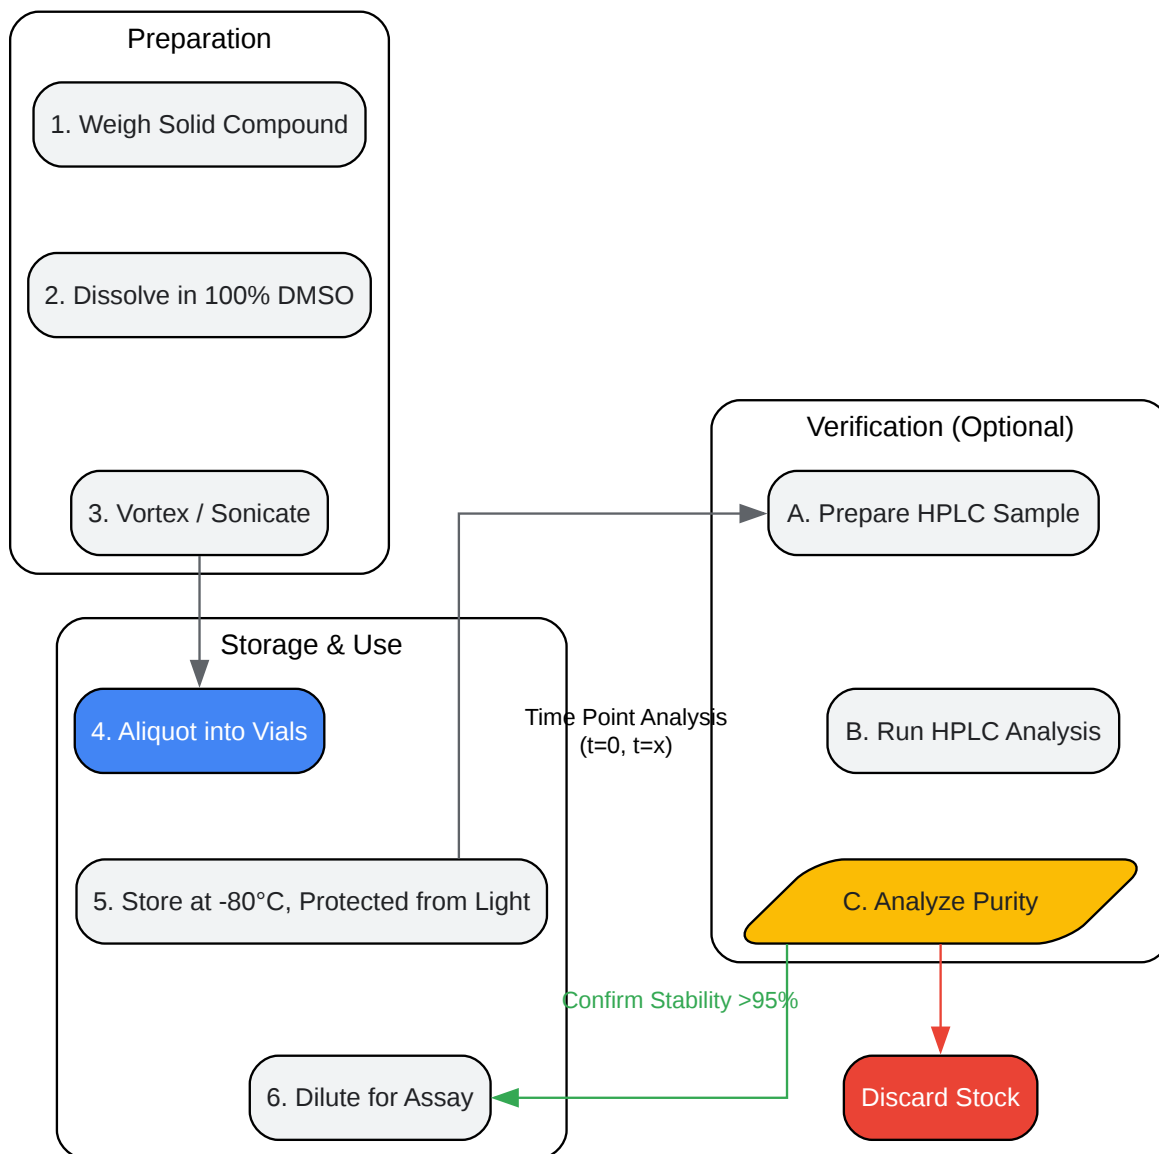 Preparation
1. Weigh Solid Compound
2. Dissolve in 100% DMSO
3. Vortex / Sonicate
Storage & Use
4. Aliquot into Vials
5. Store at -80°C, Protected from Light
6. Dilute for Assay
Time Point Analysis
(t=0, t=x)
Verification (Optional)
A. Prepare HPLC Sample
B. Run HPLC Analysis
C. Analyze Purity
Confirm Stability >95%
Discard Stock